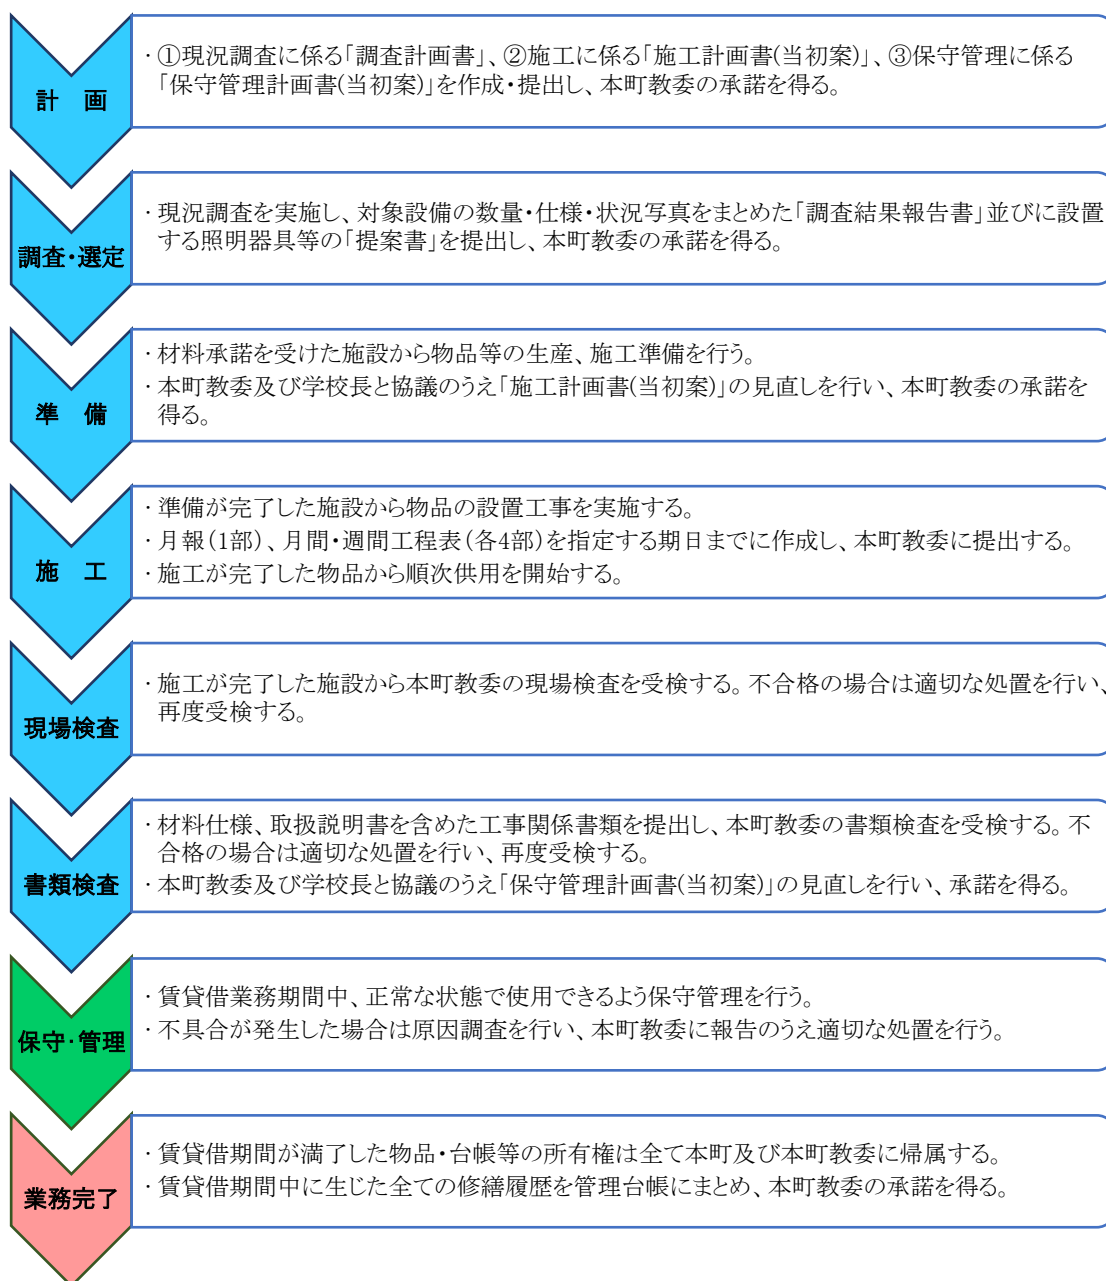 計　画
・①現況調査に係る「調査計画書」、②施工に係る「施工計画書(当初案)」、③保守管理に係る
「保守管理計画書(当初案)」を作成・提出し、本町教委の承諾を得る。
調査・選定
・現況調査を実施し、対象設備の数量・仕様・状況写真をまとめた「調査結果報告書」並びに設置
する照明器具等の「提案書」を提出し、本町教委の承諾を得る。
準　備
・材料承諾を受けた施設から物品等の生産、施工準備を行う。
・本町教委及び学校長と協議のうえ「施工計画書(当初案)」の見直しを行い、本町教委の承諾を
得る。
施　工
・準備が完了した施設から物品の設置工事を実施する。
・月報(1部)、月間・週間工程表(各4部)を指定する期日までに作成し、本町教委に提出する。
・施工が完了した物品から順次供用を開始する。
現場検査
・施工が完了した施設から本町教委の現場検査を受検する。不合格の場合は適切な処置を行い、
再度受検する。
書類検査
・材料仕様、取扱説明書を含めた工事関係書類を提出し、本町教委の書類検査を受検する。不
合格の場合は適切な処置を行い、再度受検する。
・本町教委及び学校長と協議のうえ「保守管理計画書(当初案)」の見直しを行い、承諾を得る。
保守・管理
・賃貸借業務期間中、正常な状態で使用できるよう保守管理を行う。
・不具合が発生した場合は原因調査を行い、本町教委に報告のうえ適切な処置を行う。
業務完了
・賃貸借期間が満了した物品・台帳等の所有権は全て本町及び本町教委に帰属する。
・賃貸借期間中に生じた全ての修繕履歴を管理台帳にまとめ、本町教委の承諾を得る。